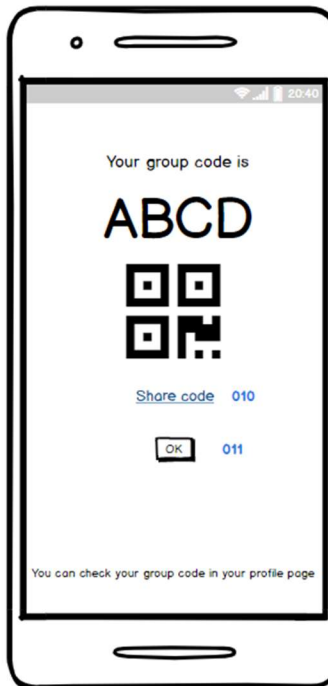 20:40
Your group code is
ABCD
Share code 010
OK 011
You can check your group code in your profile page